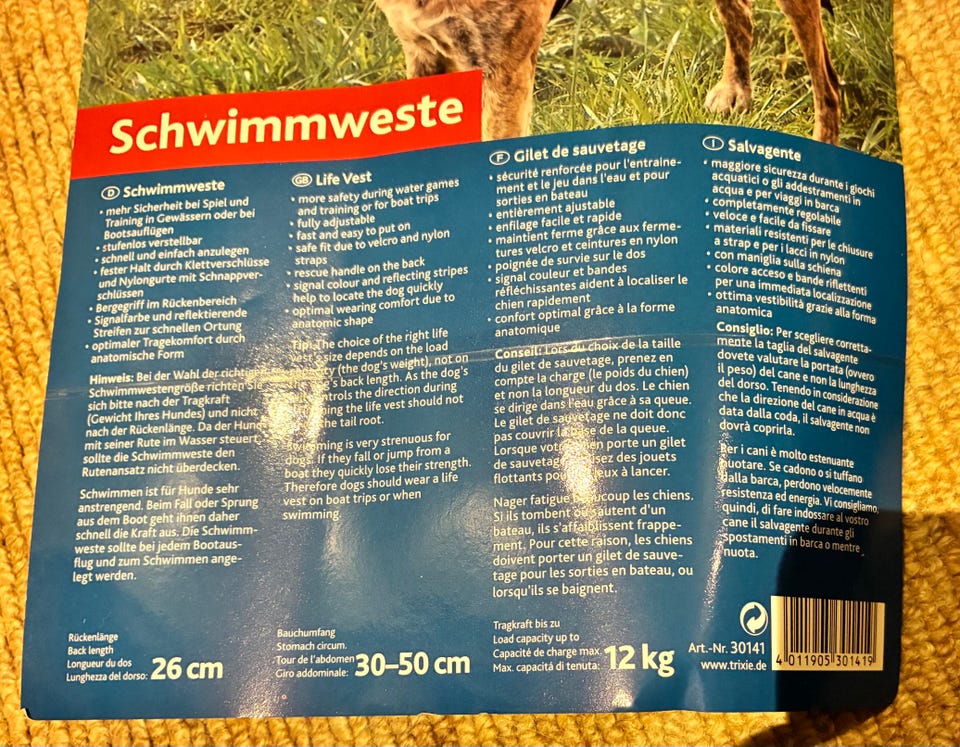 Schwimmweste
D Schwimmweste
• mehr Sicherheit bei Spiel und
Training in Gewässern oder bei
Bootsausflügen
• stufenlos verstellbar
• schnell und einfach anzulegen
• fester Halt durch Klettverschlüsse
und Nylongurte mit Schnappver-
schlüssen
• Bergegriff im Rückenbereich
• Signalfarbe und reflektierende
Streifen zur schnellen Ortung
• optimaler Tragekomfort durch
anatomische Form
Hinweis: Bei der Wahl der richtigen
Schwimmwestengröße richten Sie
sich bitte nach der Tragkraft
(Gewicht Ihres Hundes) und nicht
nach der Rückenlänge. Da der Hund
mit seiner Rute im Wasser steuert,
sollte die Schwimmweste den
Rutenansatz nicht überdecken.
Schwimmen ist für Hunde sehr
anstrengend. Beim Fall oder Sprung
aus dem Boot geht ihnen daher
schnell die Kraft aus. Die Schwimm-
weste sollte bei jedem Bootaus-
flug und zum Schwimmen ange-
legt werden.
GB Life Vest
• more safety during water games
and training or for boat trips
• fully adjustable
• fast and easy to put on
• safe fit due to velcro and nylon
straps
• rescue handle on the back
• signal colour and reflecting stripes
help to locate the dog quickly
• optimal wearing comfort due to
anatomic shape
Tip: The choice of the right life
vest's size depends on the load
(the dog's weight), not on
back length. As the dog's
controls the direction during
the life vest should not
the tail root.
Swimming is very strenuous for
dogs. If they fall or jump from a
boat they quickly lose their strength.
Therefore dogs should wear a life
vest on boat trips or when
swimming.
F Gilet de sauvetage
• sécurité renforcée pour l'entraine-
ment et le jeu dans l'eau et pour
sorties en bateau
• entièrement ajustable
• enfilage facile et rapide
• maintient ferme grâce aux ferme-
tures velcro et ceintures en nylon
• poignée de survie sur le dos
• signal couleur et bandes
réfléchissantes aident à localiser le
chien rapidement
• confort optimal grâce à la forme
anatomique
Conseil: Lors du choix de la taille
du gilet de sauvetage, prenez en
compte la charge (le poids du chien)
et non la longueur du dos. Le chien
se dirige dans l'eau grâce à sa queue.
Le gilet de sauvetage ne doit donc
pas couvrir la base de la queue.
Lorsque votre chien porte un gilet
de sauvetage, utilisez des jouets
flottants pour jeux à lancer.
Nager fatigue beaucoup les chiens.
Si ils tombent ou sautent d'un
bateau, ils s'affaiblissent frappe-
ment. Pour cette raison, les chiens
doivent porter un gilet de sauve-
tage pour les sorties en bateau, ou
lorsqu'ils se baignent.
I Salvagente
• maggiore sicurezza durante i giochi
acquatici o gli addestramenti in
acqua e per viaggi in barca
• completamente regolabile
• veloce e facile da fissare
• materiali resistenti per le chiusure
a strap e per i lacci in nylon
• con maniglia sulla schiena
• colore acceso e bande riflettenti
per una immediata localizzazione
• ottima vestibilità grazie alla forma
anatomica
Consiglio: Per scegliere corretta-
mente la taglia del salvagente
dovete valutare la portata (ovvero
il peso) del cane e non la lunghezza
del dorso. Tenendo in considerazione
che la direzione del cane in acqua è
data dalla coda, il salvagente non
dovrà coprirla.
Per i cani è molto estenuante
nuotare. Se cadono o si tuffano
dalla barca, perdono velocemente
resistenza ed energia. Vi consigliamo,
quindi, di fare indossare al vostro
cane il salvagente durante gli
spostamenti in barca o mentre
nuota.
Rückenlänge
Back length
Longueur du dos
Lunghezza del dorso: 26 cm
Bauchumfang
Stomach circum.
Tour de l'abdomen
Giro addominale: 30–50 cm
Tragkraft bis zu
Load capacity up to
Capacité de charge max.
Max. capacità di tenuta: 12 kg
Art.-Nr. 30141
www.trixie.de
4 011905 301419